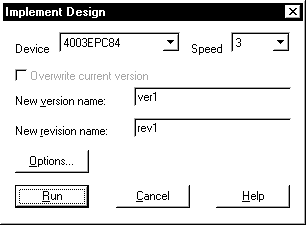 Implement Design
Device 4003EPC84 Speed 3
Overwrite current version
New version name: ver1
New revision name: rev1
Options...
Run Cancel Help